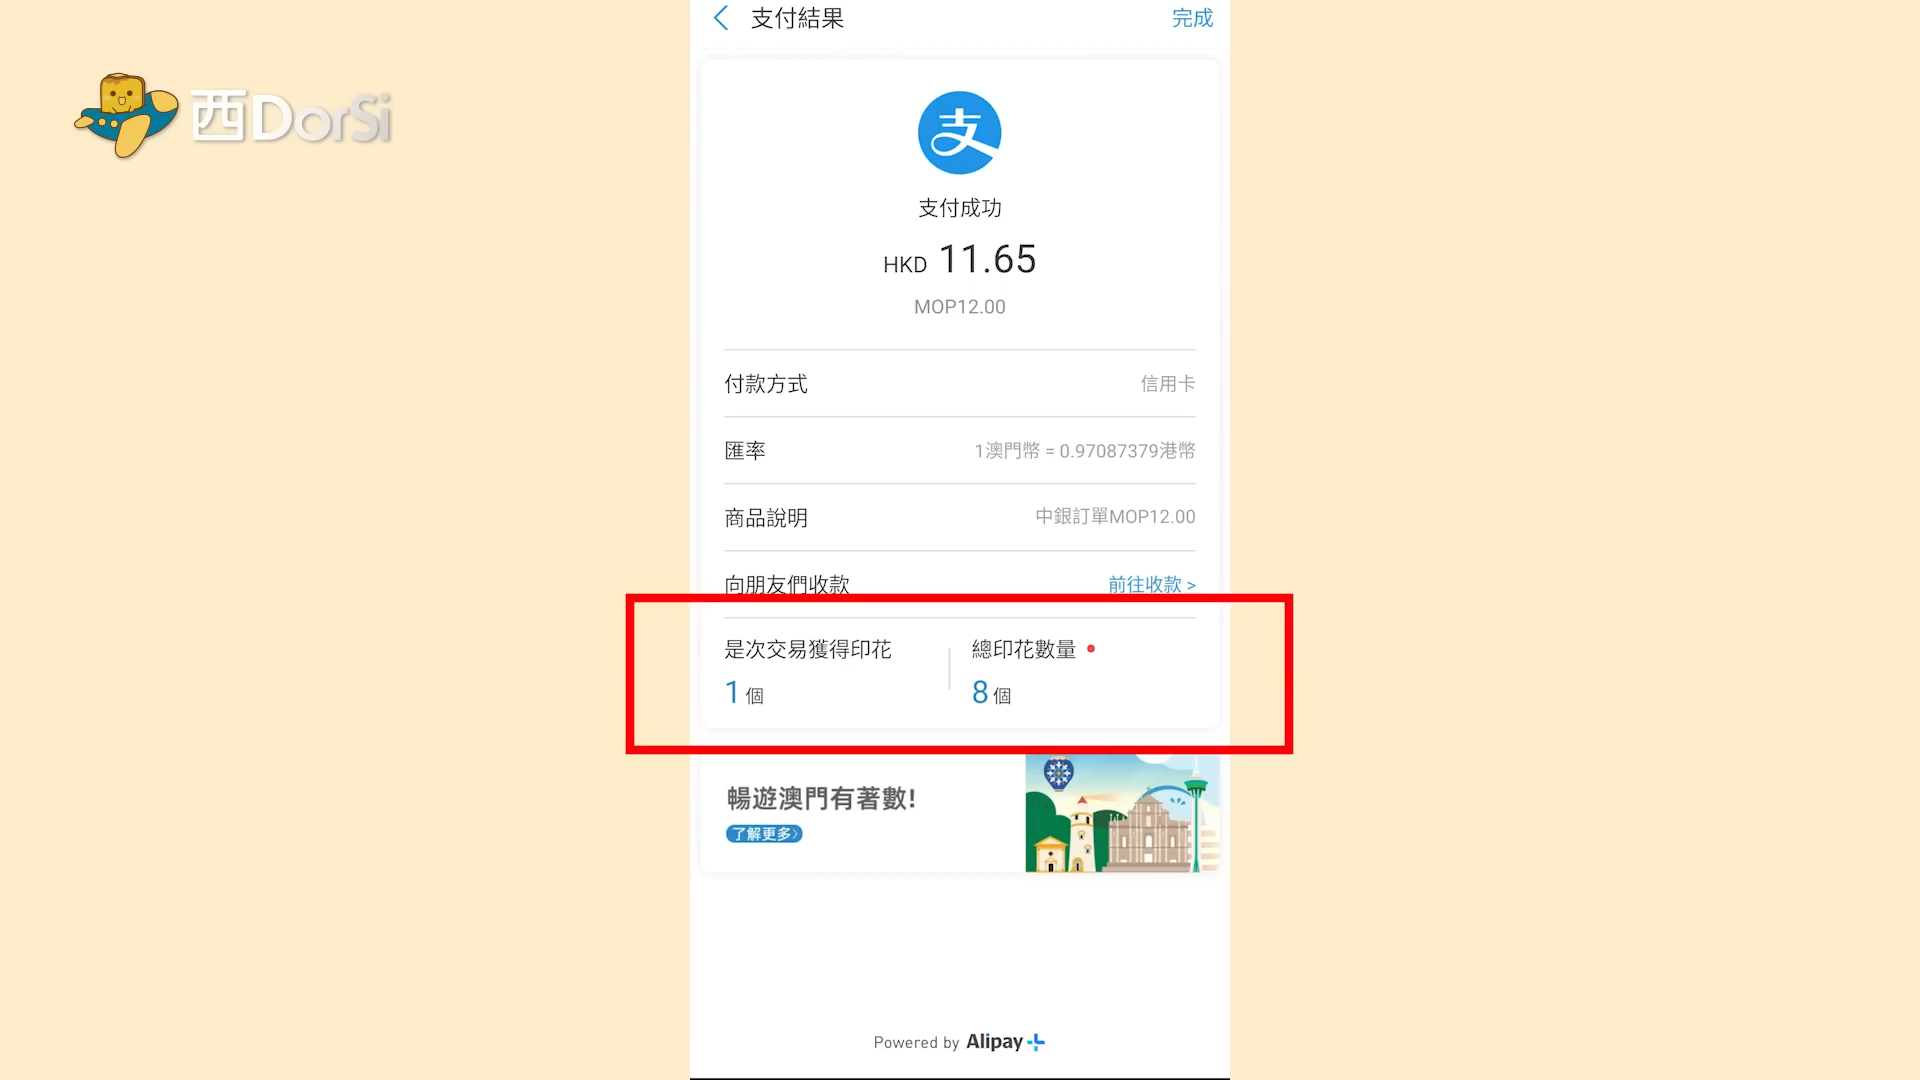 支付結果
完成
西DorSi
支
支付成功
HKD 11.65
MOP12.00
付款方式
信用卡
匯率
1澳門幣 = 0.97087379港幣
商品說明
中銀訂單MOP12.00
向朋友們收款
前往收款 >
是次交易獲得印花
總印花數量
1 個
8 個
暢遊澳門有著數!
了解更多>
Powered by Alipay+